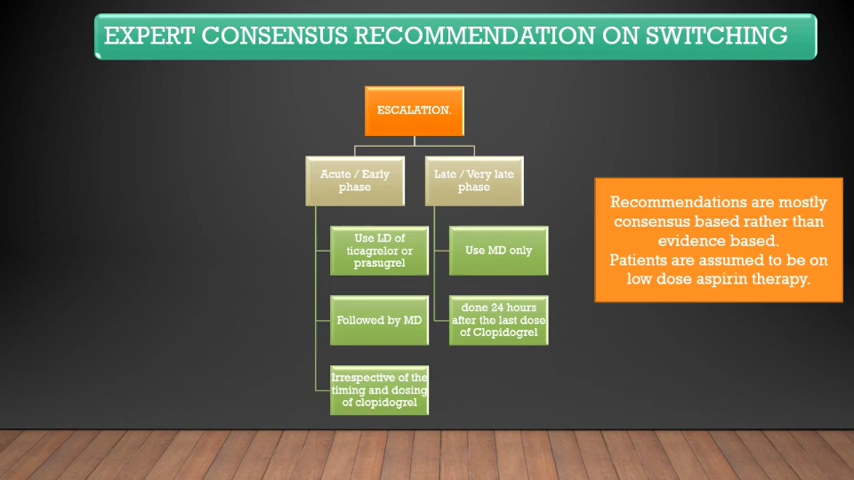 EXPERT CONSENSUS RECOMMENDATION ON SWITCHING
ESCALATION.
Acute / Early
phase
Use LD of
ticagrelor or
prasugrel
Followed by MD
Irrespective of the
timing and dosing
of clopidogrel
Late / Very late
phase
Use MD only
done 24 hours
after the last dose
of Clopidogrel
Recommendations are mostly
consensus based rather than
evidence based.
Patients are assumed to be on
low dose aspirin therapy.